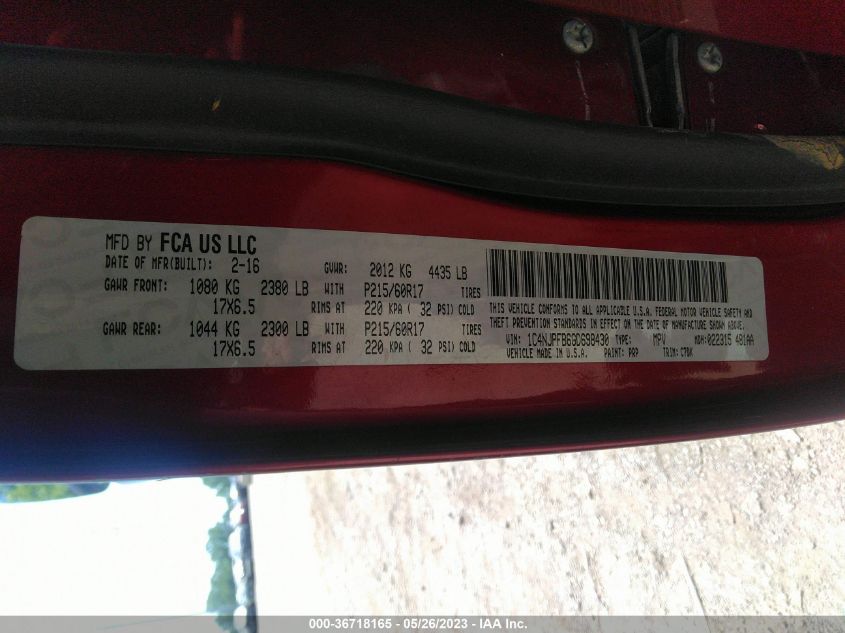 MFD BY FCA US LLC
DATE OF MFR(BUILT): 2-16 GVWR: 2012 KG 4435 LB
GAWR FRONT: 1080 KG 2380 LB WITH P215/60R17 TIRES
17X6.5 RIMS AT 220 KPA ( 32 PSI) COLD
GAWR REAR: 1044 KG 2300 LB WITH P215/60R17 TIRES
17X6.5 RIMS AT 220 KPA ( 32 PSI) COLD
THIS VEHICLE CONFORMS TO ALL APPLICABLE U.S.A. FEDERAL MOTOR VEHICLE SAFETY AND
THEFT PREVENTION STANDARDS IN EFFECT ON THE DATE OF MANUFACTURE SHOWN ABOVE.
VIN: 1C4NJPFB6GD698430 TYPE: MPV MDH: 022315 481AA
VEHICLE MADE IN U.S.A. PAINT: PRP TRIM: C7DK
000-36718165 - 05/26/2023 - IAA Inc.